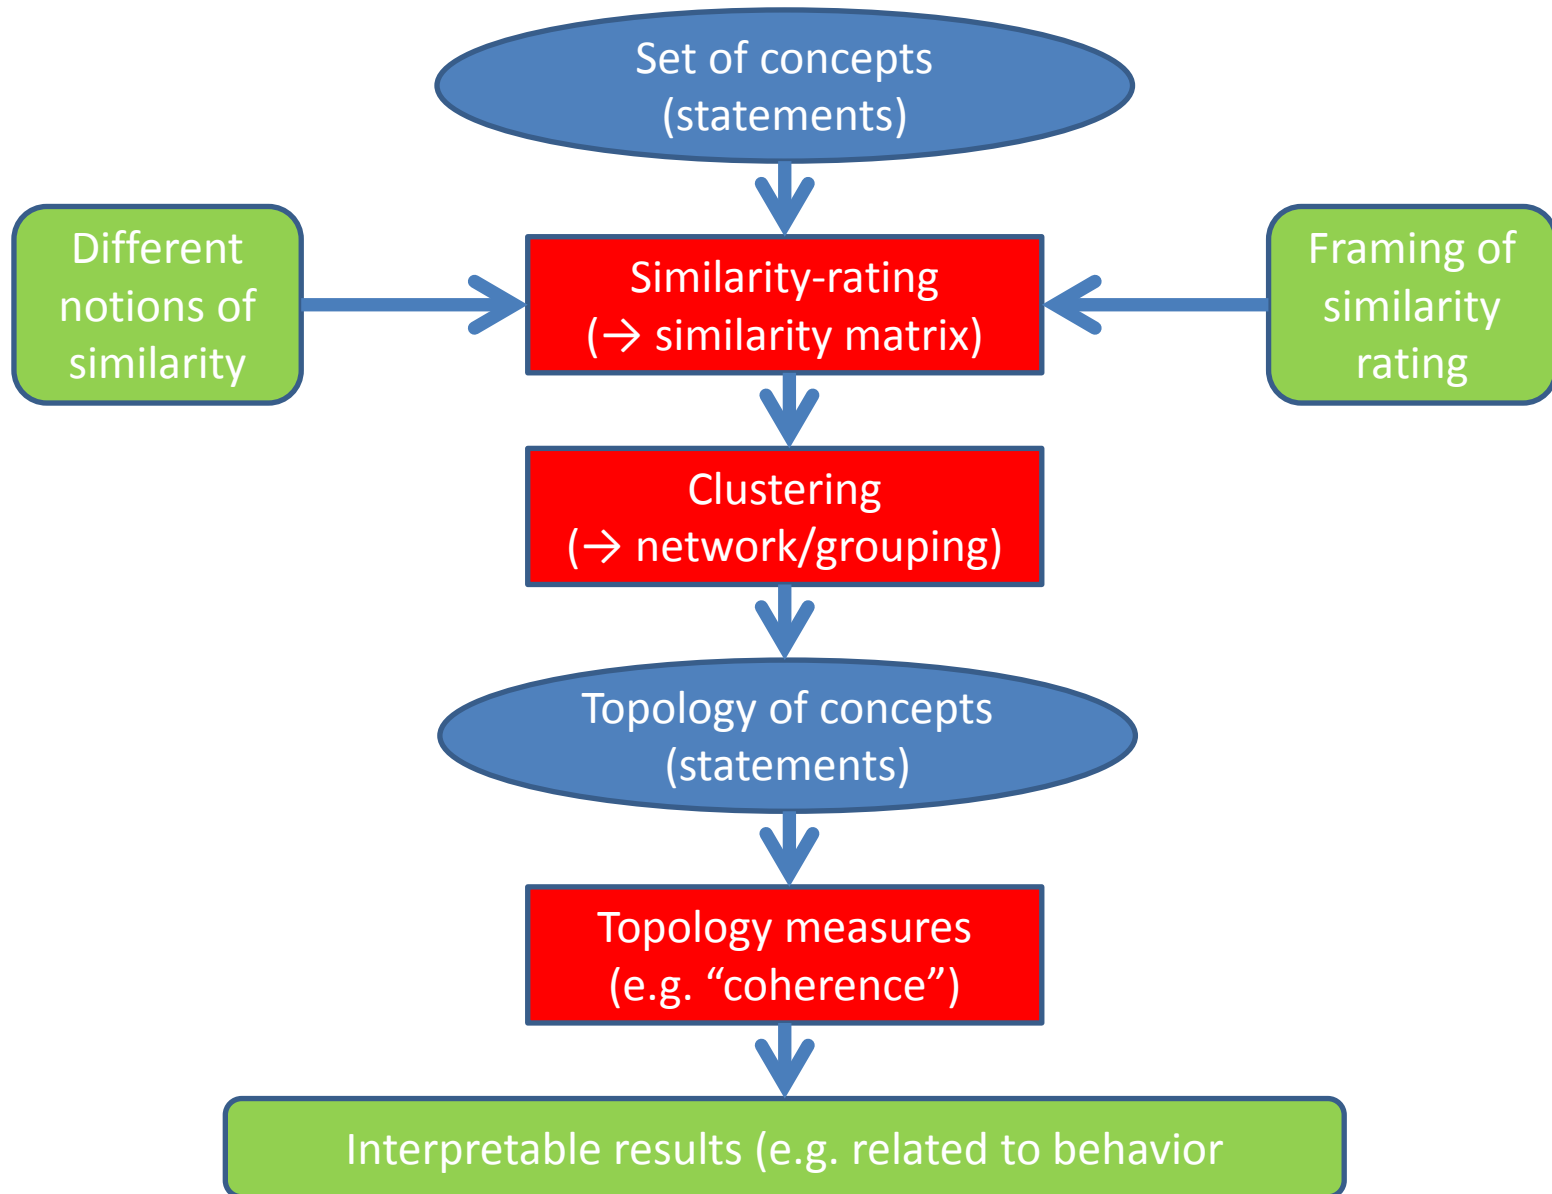 Set of concepts
(statements)
Different
notions of
similarity
Similarity-rating
(→ similarity matrix)
Framing of
similarity
rating
Clustering
(→ network/grouping)
Topology of concepts
(statements)
Topology measures
(e.g. “coherence”)
Interpretable results (e.g. related to behavior